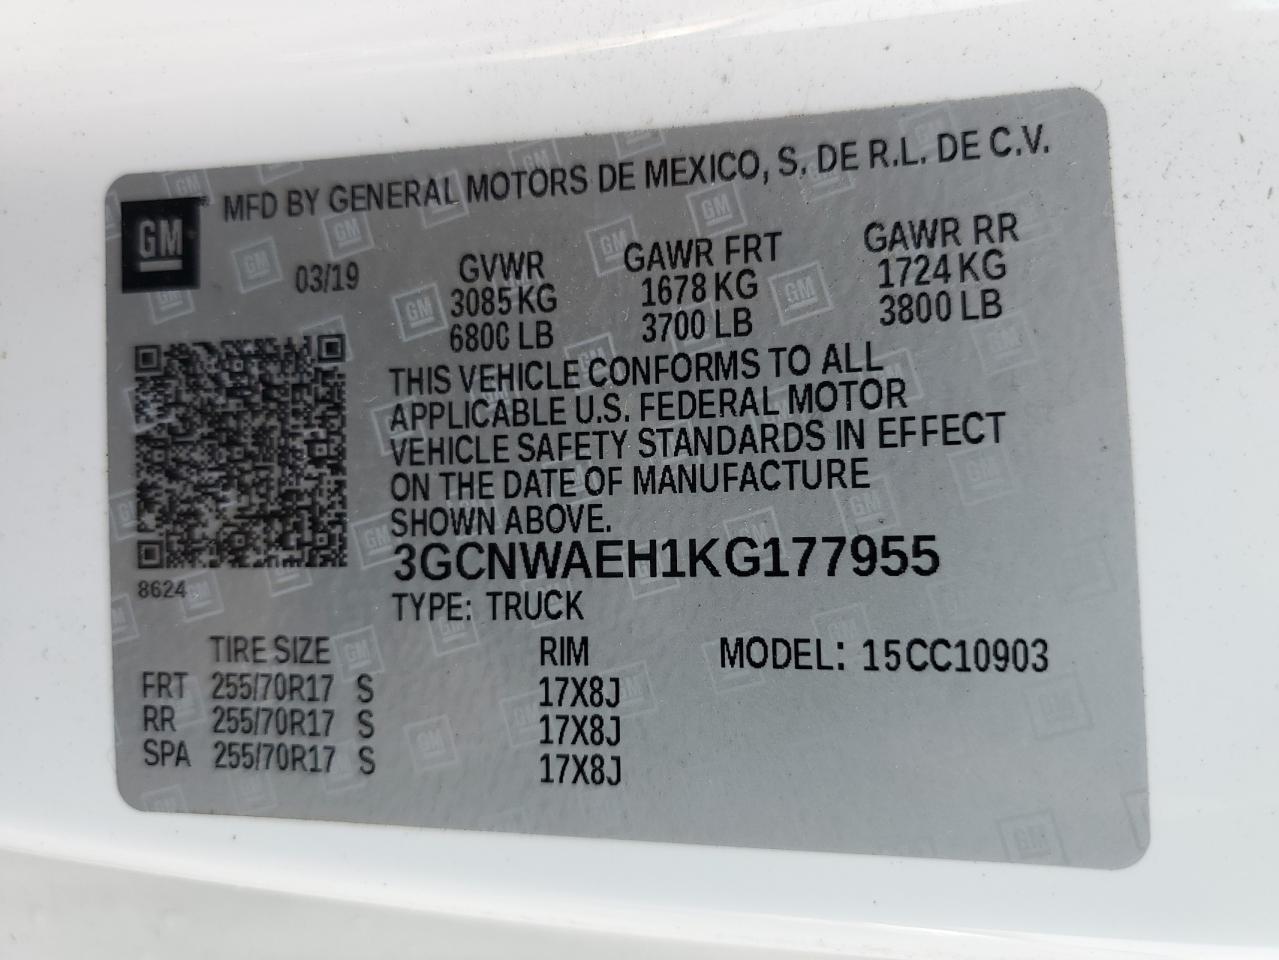 GM
MFD BY GENERAL MOTORS DE MEXICO, S. DE R.L. DE C.V.
03/19
GVWR GAWR FRT GAWR RR
3085 KG 1678 KG 1724 KG
6800 LB 3700 LB 3800 LB
THIS VEHICLE CONFORMS TO ALL
APPLICABLE U.S. FEDERAL MOTOR
VEHICLE SAFETY STANDARDS IN EFFECT
ON THE DATE OF MANUFACTURE
SHOWN ABOVE.
3GCNWAEH1KG177955
8624
TYPE: TRUCK
TIRE SIZE RIM MODEL: 15CC10903
FRT 255/70R17 S 17X8J
RR 255/70R17 S 17X8J
SPA 255/70R17 S 17X8J